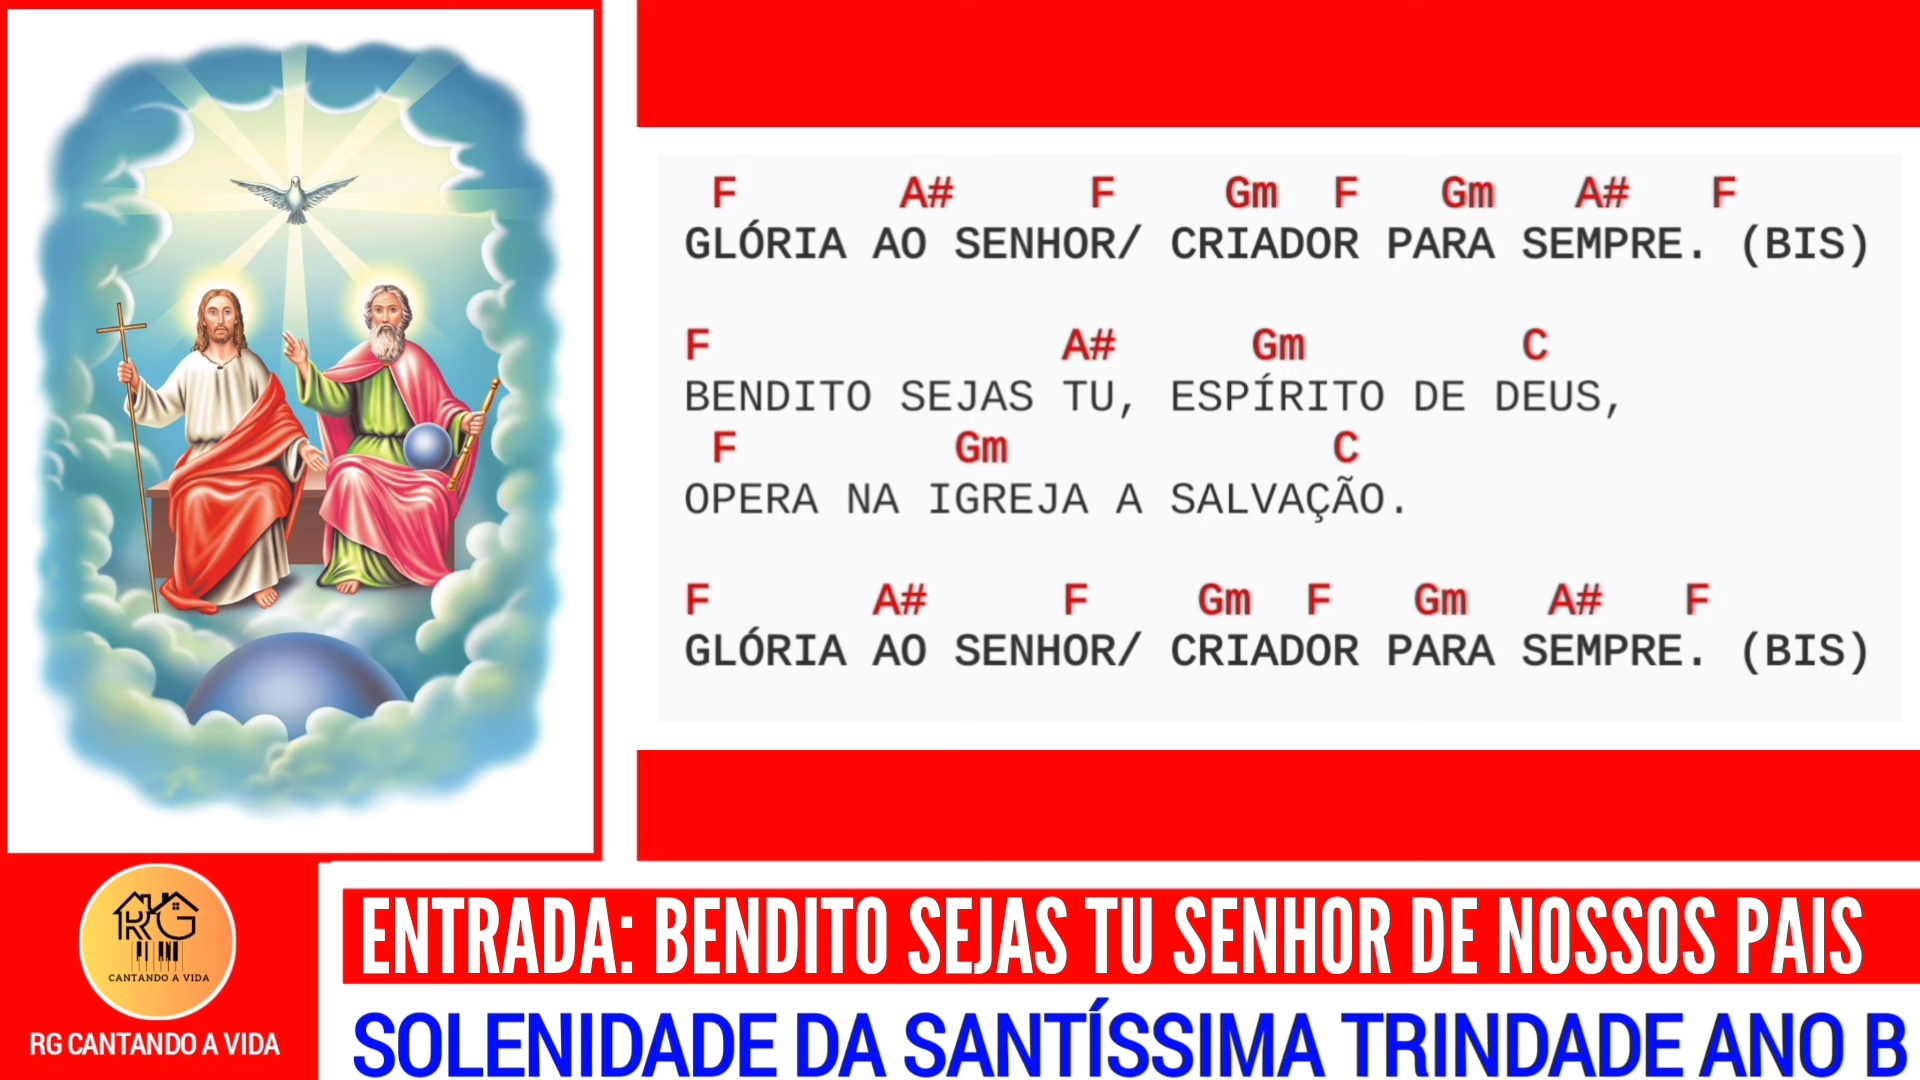 F A# F Gm F Gm A# F
GLÓRIA AO SENHOR/ CRIADOR PARA SEMPRE. (BIS)
F A# Gm C
BENDITO SEJAS TU, ESPÍRITO DE DEUS,
F Gm C
OPERA NA IGREJA A SALVAÇÃO.
F A# F Gm F Gm A# F
GLÓRIA AO SENHOR/ CRIADOR PARA SEMPRE. (BIS)
RG
CANTANDO A VIDA
RG CANTANDO A VIDA
ENTRADA: BENDITO SEJAS TU SENHOR DE NOSSOS PAIS
SOLENIDADE DA SANTÍSSIMA TRINDADE ANO B